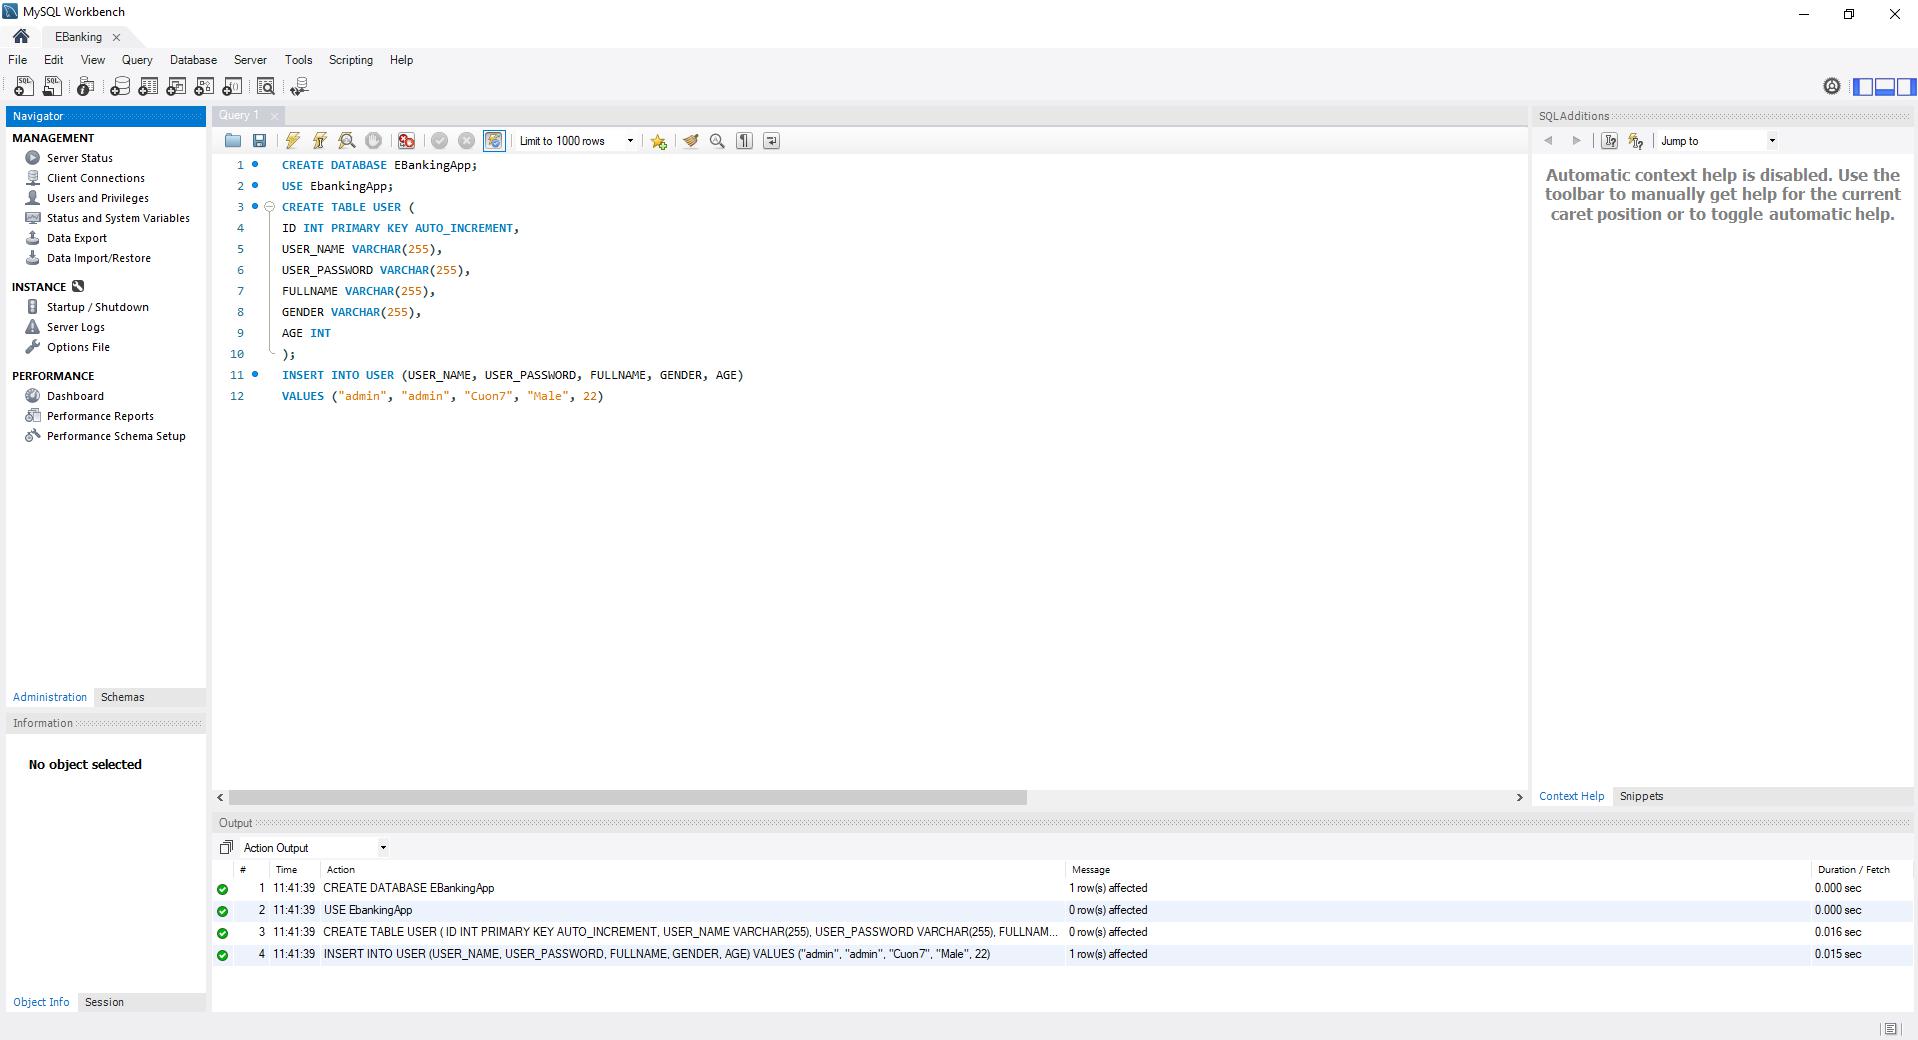 MySQL Workbench
EBanking
File Edit View Query Database Server Tools Scripting Help
Navigator
MANAGEMENT
Server Status
Client Connections
Users and Privileges
Status and System Variables
Data Export
Data Import/Restore
INSTANCE
Startup / Shutdown
Server Logs
Options File
PERFORMANCE
Dashboard
Performance Reports
Performance Schema Setup
Administration Schemas
Information
No object selected
Object Info Session
Query 1
Limit to 1000 rows
1 CREATE DATABASE EBankingApp;
2 USE EbankingApp;
3 CREATE TABLE USER (
4 ID INT PRIMARY KEY AUTO_INCREMENT,
5 USER_NAME VARCHAR(255),
6 USER_PASSWORD VARCHAR(255),
7 FULLNAME VARCHAR(255),
8 GENDER VARCHAR(255),
9 AGE INT
10 );
11 INSERT INTO USER (USER_NAME, USER_PASSWORD, FULLNAME, GENDER, AGE)
12 VALUES ("admin", "admin", "Cuon7", "Male", 22)
SQLAdditions
Jump to
Automatic context help is disabled. Use the
toolbar to manually get help for the current
caret position or to toggle automatic help.
Context Help Snippets
Output
Action Output
# Time Action Message Duration / Fetch
1 11:41:39 CREATE DATABASE EBankingApp 1 row(s) affected 0.000 sec
2 11:41:39 USE EbankingApp 0 row(s) affected 0.000 sec
3 11:41:39 CREATE TABLE USER ( ID INT PRIMARY KEY AUTO_INCREMENT, USER_NAME VARCHAR(255), USER_PASSWORD VARCHAR(255), FULLNAM... 0 row(s) affected 0.016 sec
4 11:41:39 INSERT INTO USER (USER_NAME, USER_PASSWORD, FULLNAME, GENDER, AGE) VALUES ("admin", "admin", "Cuon7", "Male", 22) 1 row(s) affected 0.015 sec